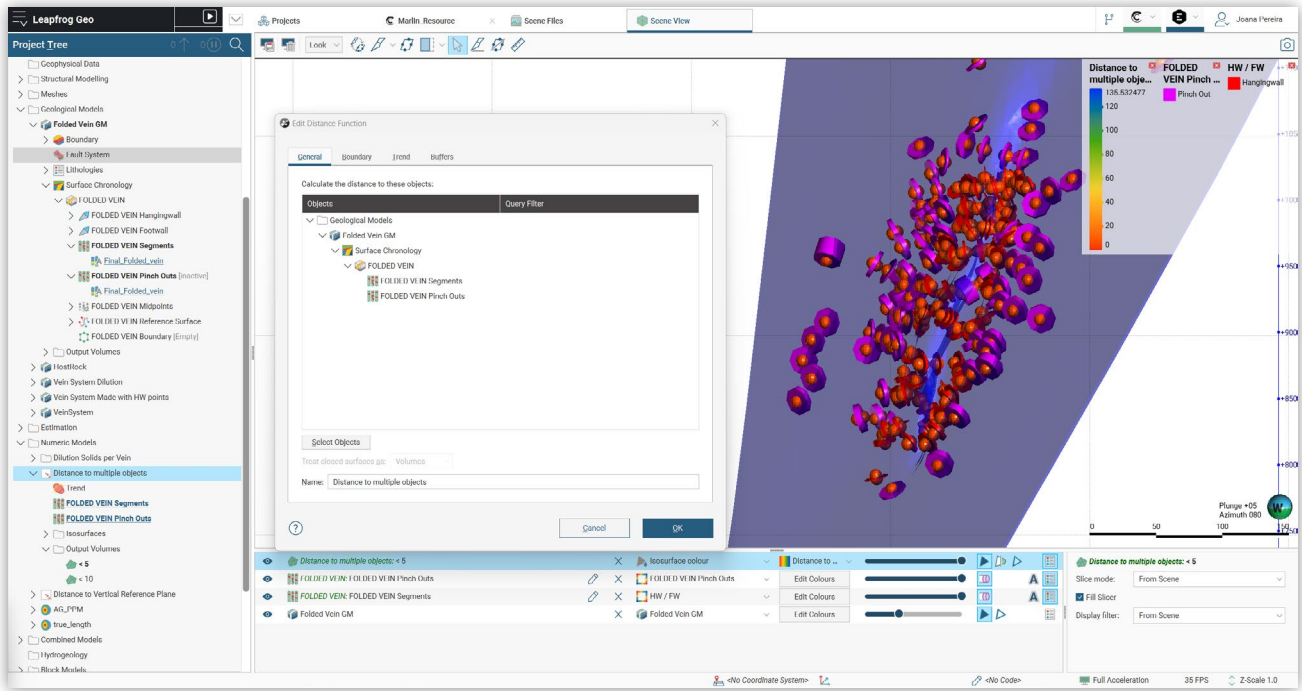 Leapfrog Geo
Projects
Marlin Resource
Scene Files
Scene View
Joana Pereira
Project Tree
0
0
Look
Geophysical Data
Structural Modelling
Meshes
Geological Models
Folded Vein GM
Boundary
Fault System
Lithologies
Surface Chronology
FOLDED VEIN
FOLDED VEIN Hangingwall
FOLDED VEIN Footwall
FOLDED VEIN Segments
Final_Folded_vein
FOLDED VEIN Pinch Outs [Inactive]
Final_Folded_vein
FOLDED VEIN Midpoints
FOLDED VEIN Reference Surface
FOLDED VEIN Boundary [Empty]
Output Volumes
HostRock
Vein System Dilution
Vein System Made with HW points
VeinSystem
Estimation
Numeric Models
Dilution Solids per Vein
Distance to multiple objects
Trend
FOLDED VEIN Segments
FOLDED VEIN Pinch Outs
Isosurfaces
Output Volumes
< 5
< 10
Distance to Vertical Reference Plane
AG_PPM
true_length
Combined Models
Hydrogeology
Block Models
Edit Distance Function
General Boundary Trend Buffers
Calculate the distance to these objects:
Objects Query Filter
Geological Models
Folded Vein GM
Surface Chronology
FOLDED VEIN
FOLDED VEIN Segments
FOLDED VEIN Pinch Outs
Select Objects
Treat closed surfaces as: Volumes
Name: Distance to multiple objects
Cancel OK
Distance to multiple obje...
135.532477
120
100
80
60
40
20
0
FOLDED VEIN Pinch ...
Pinch Out
HW / FW
Hangingwall
+950
+900
+850
+800
Plunge +05
Azimuth 080
W
0 50 100 150
Distance to multiple objects: < 5 Isosurface colour Distance to ...
FOLDED VEIN: FOLDED VEIN Pinch Outs FOLDED VEIN Pinch Outs Edit Colours A
FOLDED VEIN: FOLDED VEIN Segments HW / FW Edit Colours A
Folded Vein GM Folded Vein GM Edit Colours
Distance to multiple objects: < 5
Slice mode: From Scene
Fill Slicer
Display filter: From Scene
<No Coordinate System>
<No Code>
Full Acceleration
35 FPS
Z-Scale 1.0